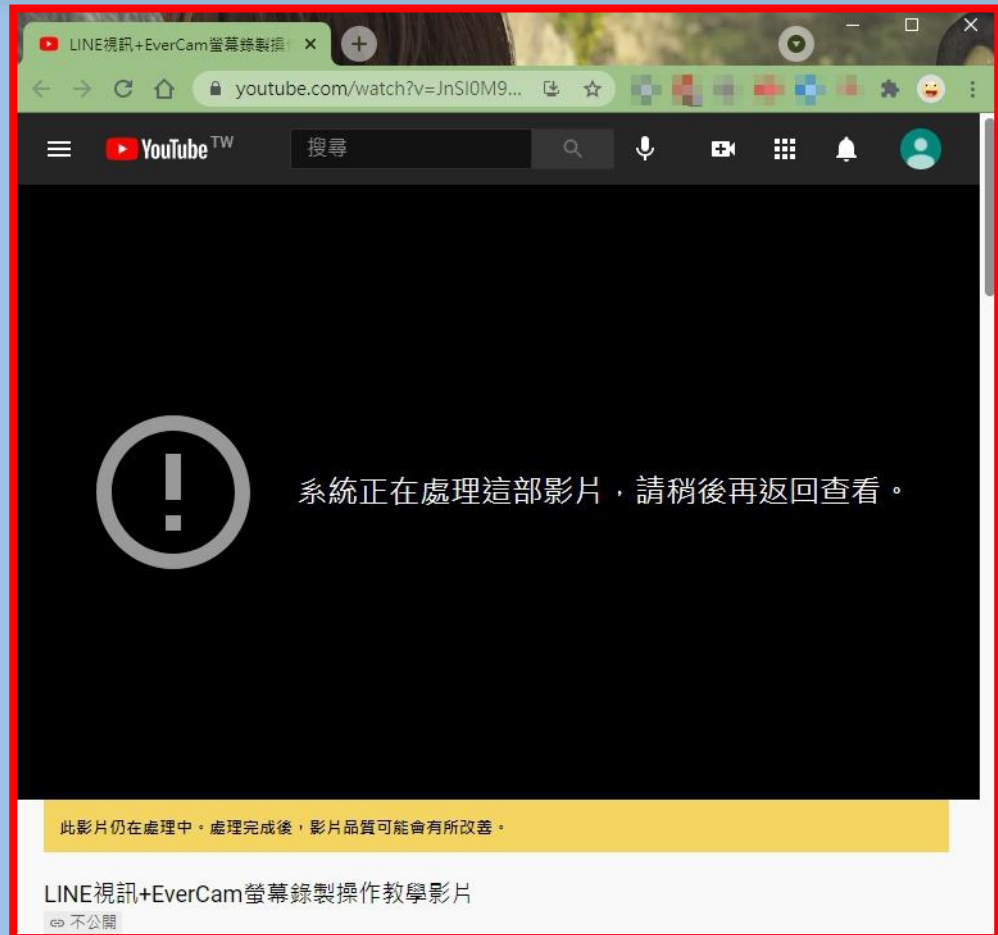 LINE視訊+EverCam螢幕錄製操
youtube.com/watch?v=JnSI0M9...
YouTube TW
搜尋
系統正在處理這部影片，請稍後再返回查看。
此影片仍在處理中。處理完成後，影片品質可能會有所改善。
LINE視訊+EverCam螢幕錄製操作教學影片
不公開